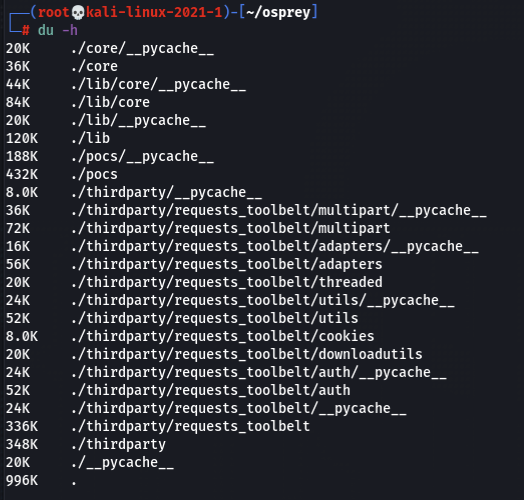 ┌──(root💀kali-linux-2021-1)-[~/osprey]
└─# du -h
20K     ./core/__pycache__
36K     ./core
44K     ./lib/core/__pycache__
84K     ./lib/core
20K     ./lib/__pycache__
120K    ./lib
188K    ./pocs/__pycache__
432K    ./pocs
8.0K    ./thirdparty/__pycache__
36K     ./thirdparty/requests_toolbelt/multipart/__pycache__
72K     ./thirdparty/requests_toolbelt/multipart
16K     ./thirdparty/requests_toolbelt/adapters/__pycache__
56K     ./thirdparty/requests_toolbelt/adapters
20K     ./thirdparty/requests_toolbelt/threaded
24K     ./thirdparty/requests_toolbelt/utils/__pycache__
52K     ./thirdparty/requests_toolbelt/utils
8.0K    ./thirdparty/requests_toolbelt/cookies
20K     ./thirdparty/requests_toolbelt/downloadutils
24K     ./thirdparty/requests_toolbelt/auth/__pycache__
52K     ./thirdparty/requests_toolbelt/auth
24K     ./thirdparty/requests_toolbelt/__pycache__
336K    ./thirdparty/requests_toolbelt
348K    ./thirdparty
20K     ./__pycache__
996K    .